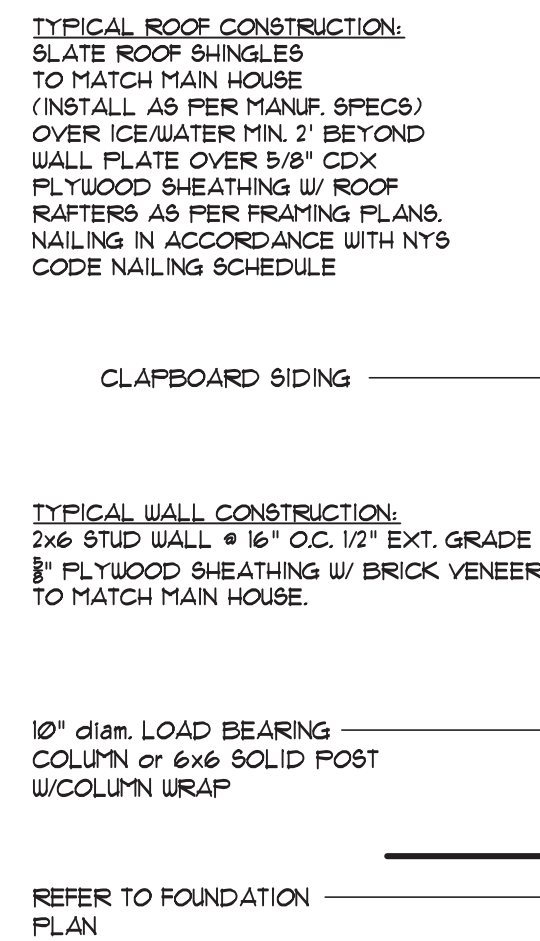 TYPICAL ROOF CONSTRUCTION:
SLATE ROOF SHINGLES
TO MATCH MAIN HOUSE
(INSTALL AS PER MANUF. SPECS)
OVER ICE/WATER MIN. 2' BEYOND
WALL PLATE OVER 5/8" CDX
PLYWOOD SHEATHING W/ ROOF
RAFTERS AS PER FRAMING PLANS.
NAILING IN ACCORDANCE WITH NYS
CODE NAILING SCHEDULE
CLAPBOARD SIDING
TYPICAL WALL CONSTRUCTION:
2x6 STUD WALL @ 16" O.C. 1/2" EXT. GRADE
5/8" PLYWOOD SHEATHING W/ BRICK VENEER
TO MATCH MAIN HOUSE.
10" diam. LOAD BEARING
COLUMN or 6x6 SOLID POST
W/COLUMN WRAP
REFER TO FOUNDATION
PLAN